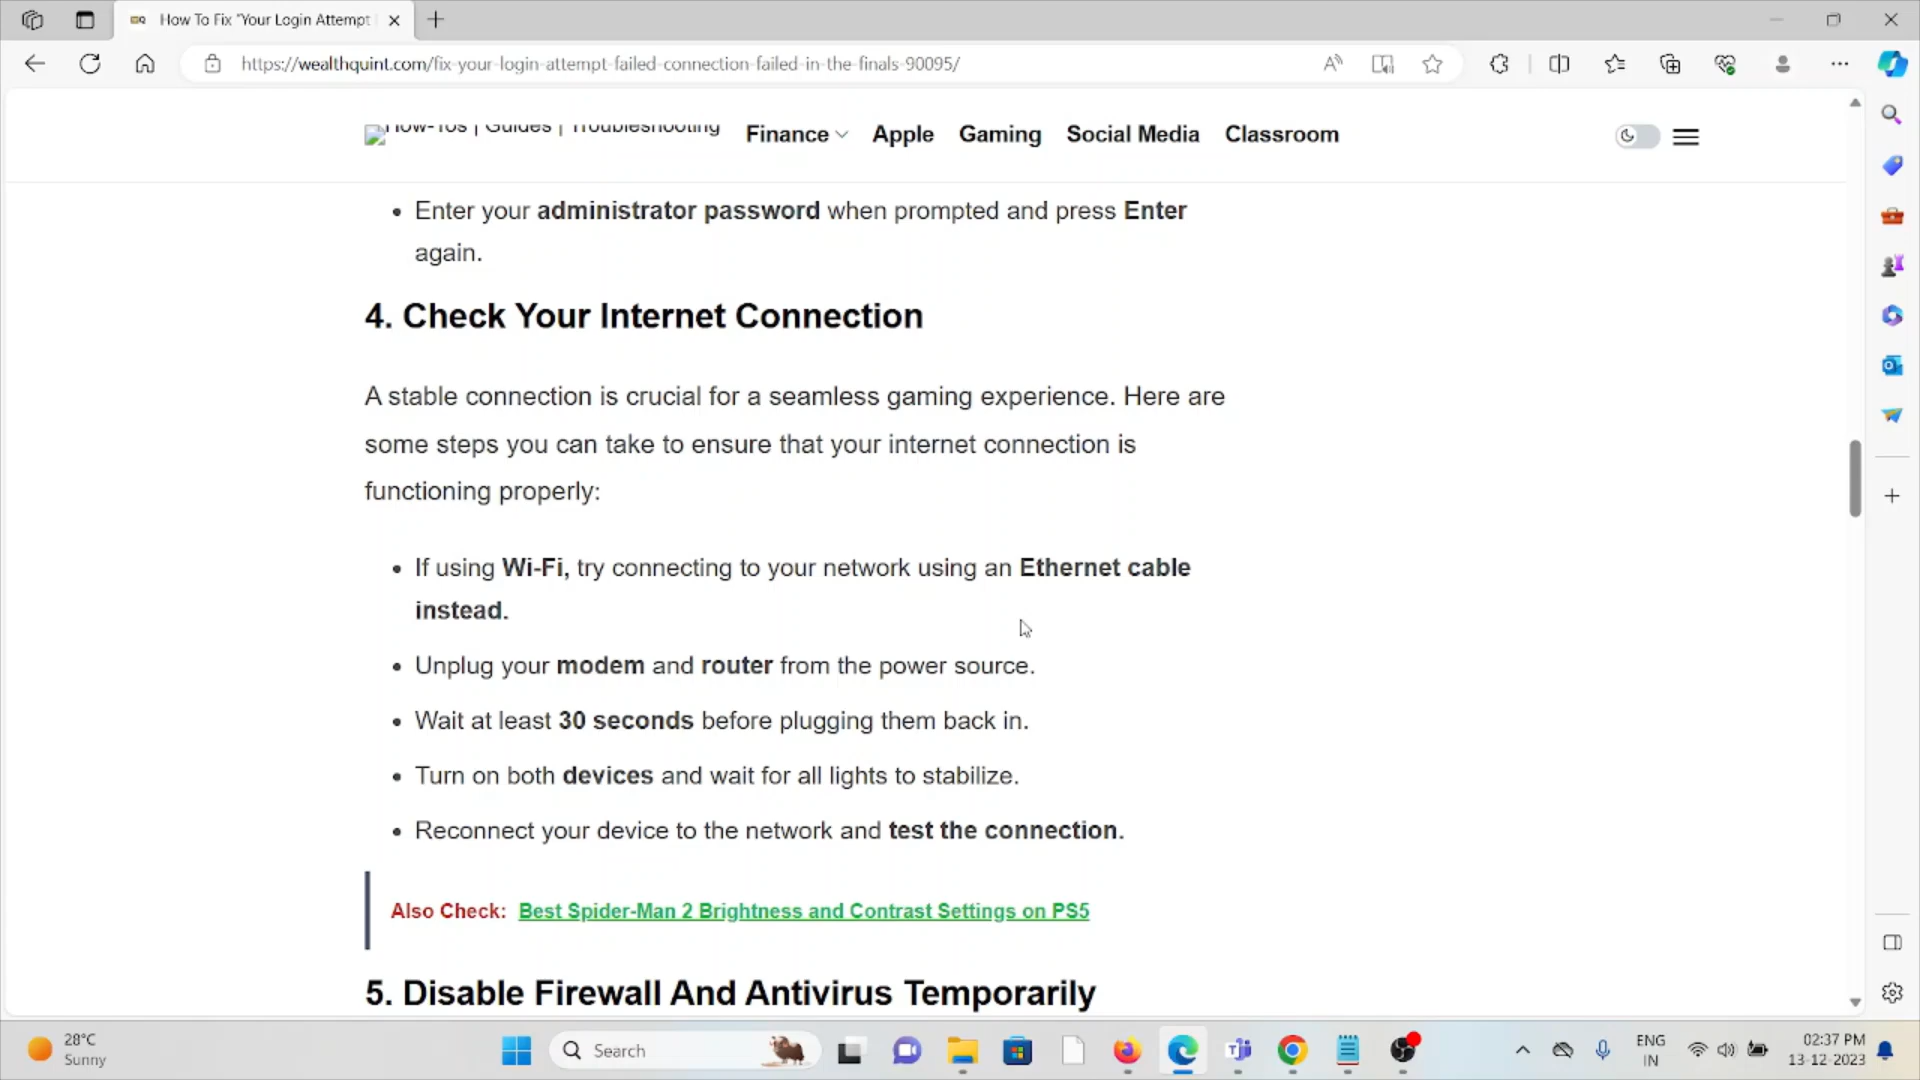 How To Fix "Your Login Attempt
https://wealthquint.com/fix-your-login-attempt-failed-connection-failed-in-the-finals-90095/
How-Tos | Guides | Troubleshooting
Finance Apple Gaming Social Media Classroom
• Enter your administrator password when prompted and press Enter
again.
4. Check Your Internet Connection
A stable connection is crucial for a seamless gaming experience. Here are
some steps you can take to ensure that your internet connection is
functioning properly:
• If using Wi-Fi, try connecting to your network using an Ethernet cable
instead.
• Unplug your modem and router from the power source.
• Wait at least 30 seconds before plugging them back in.
• Turn on both devices and wait for all lights to stabilize.
• Reconnect your device to the network and test the connection.
Also Check: Best Spider-Man 2 Brightness and Contrast Settings on PS5
5. Disable Firewall And Antivirus Temporarily
28°C
Sunny
Search
ENG
IN
02:37 PM
13-12-2023